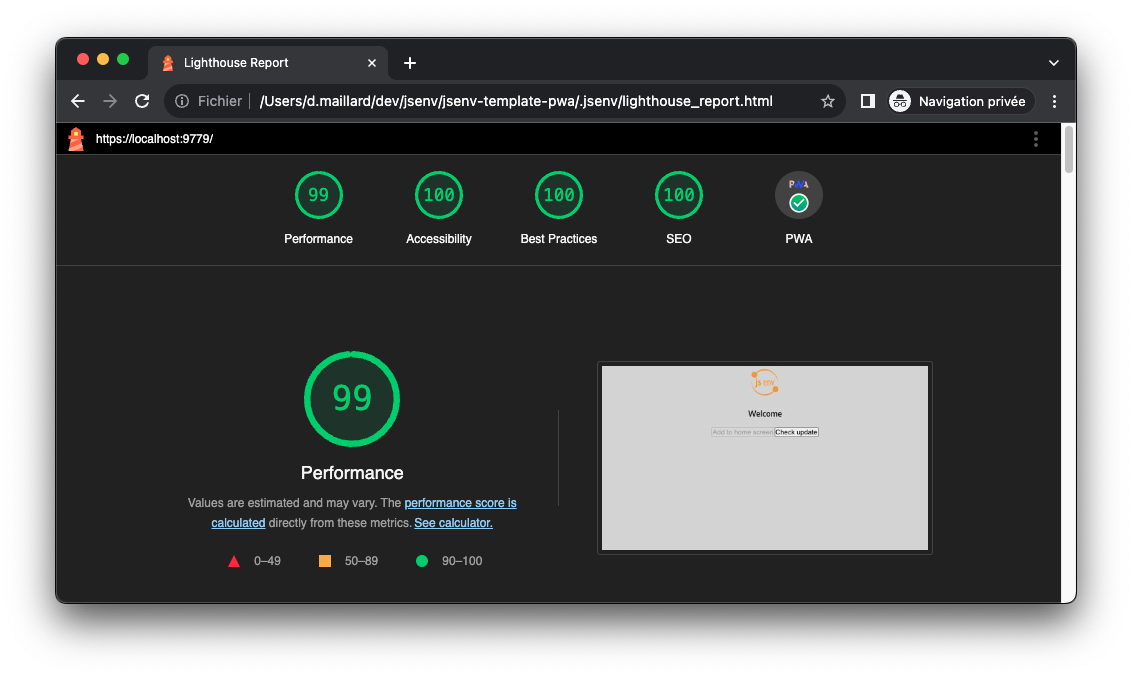 Lighthouse Report
Fichier /Users/d.maillard/dev/jsenv/jsenv-template-pwa/.jsenv/lighthouse_report.html
Navigation privée
https://localhost:9779/
99 100 100 100 PWA
Performance Accessibility Best Practices SEO PWA
99
js env
Welcome
Add to home screen Check update
Performance
Values are estimated and may vary. The performance score is
calculated directly from these metrics. See calculator.
0–49 50–89 90–100